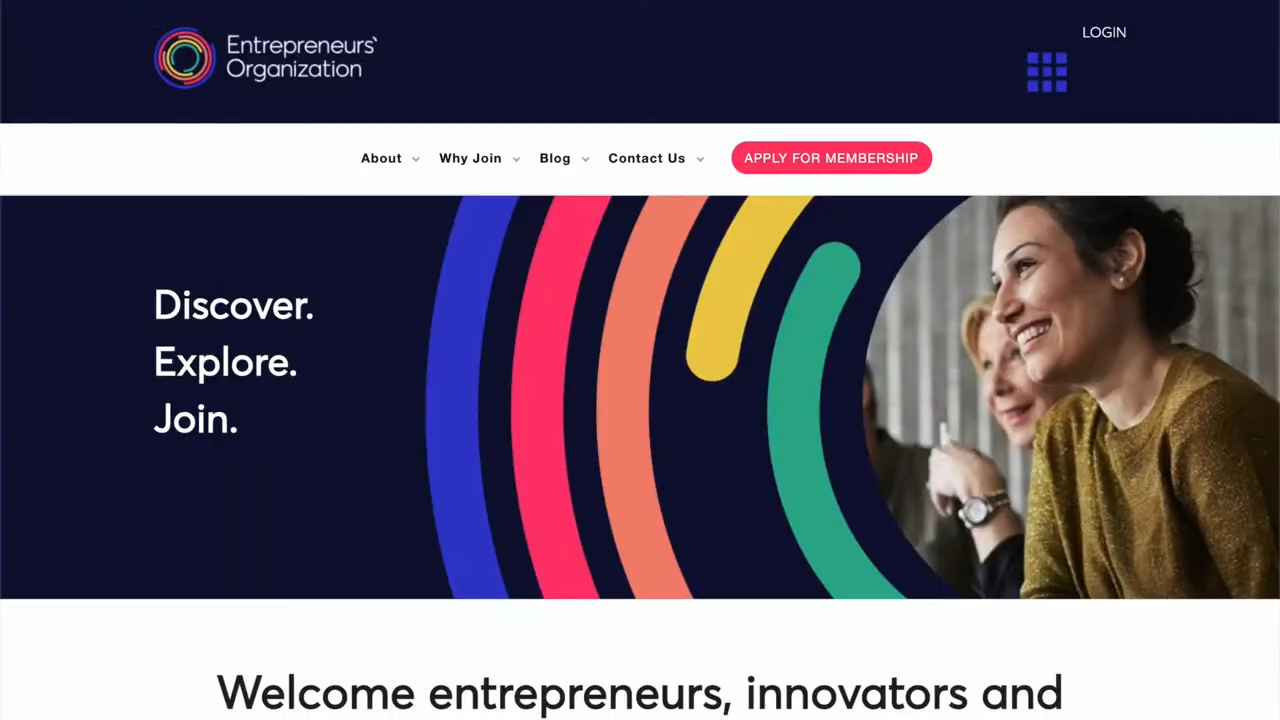 Entrepreneurs'
Organization
LOGIN
About
Why Join
Blog
Contact Us
APPLY FOR MEMBERSHIP
Discover.
Explore.
Join.
Welcome entrepreneurs, innovators and